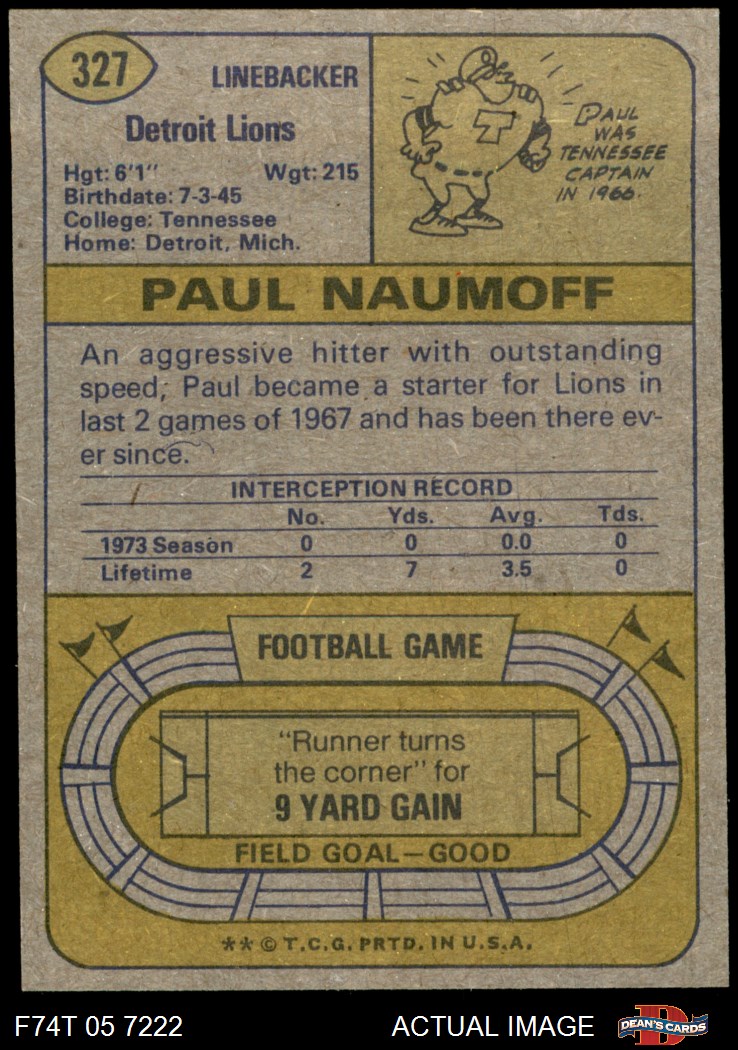 327
LINEBACKER
Detroit Lions
Hgt: 6'1" Wgt: 215
Birthdate: 7-3-45
College: Tennessee
Home: Detroit, Mich.
T
PAUL
WAS
TENNESSEE
CAPTAIN
IN 1966.
PAUL NAUMOFF
An aggressive hitter with outstanding
speed, Paul became a starter for Lions in
last 2 games of 1967 and has been there ev-
er since.
INTERCEPTION RECORD
No. Yds. Avg. Tds.
1973 Season 0 0 0.0 0
Lifetime 2 7 3.5 0
FOOTBALL GAME
"Runner turns
the corner" for
9 YARD GAIN
FIELD GOAL—GOOD
** © T.C.G. PRTD. IN U.S.A.
F74T 05 7222 ACTUAL IMAGE D DEAN'S CARDS